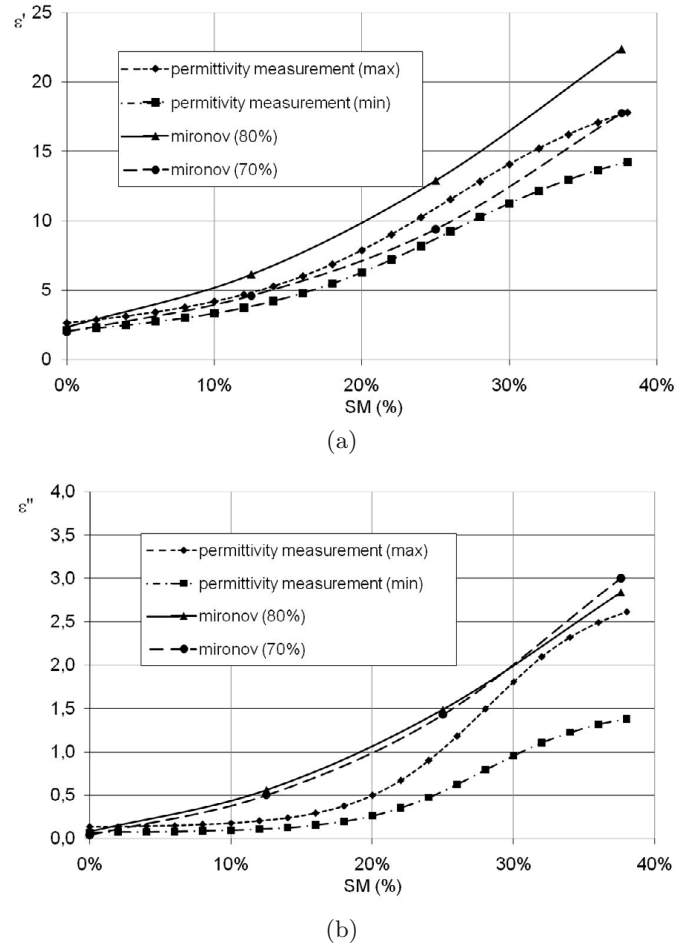 ε'
25
20
15
10
5
0
permittivity measurement (max)
permitivity measurement (min)
mironov (80%)
mironov (70%)
0%
10%
20%
30%
40%
SM (%)
(a)
ε"
4,0
3,5
3,0
2,5
2,0
1,5
1,0
0,5
0,0
permittivity measurement (max)
permittivity measurement (min)
mironov (80%)
mironov (70%)
0%
10%
20%
30%
40%
SM (%)
(b)